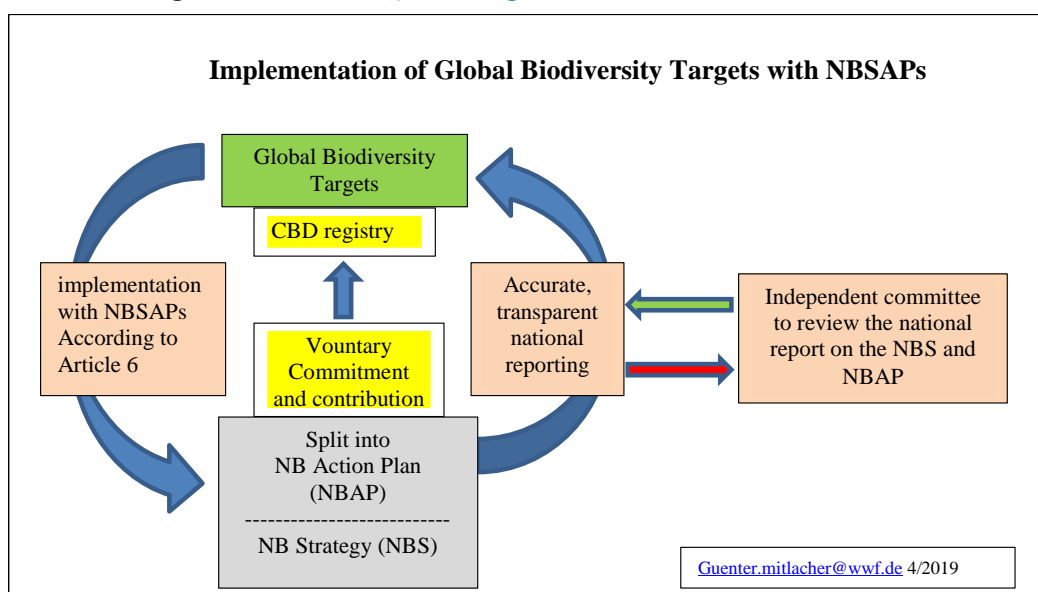 Implementation of Global Biodiversity Targets with NBSAPs
Global Biodiversity
Targets
CBD registry
implementation
with NBSAPs
According to
Article 6
Vountary
Commitment
and contribution
Accurate,
transparent
national
reporting
Independent committee
to review the national
report on the NBS and
NBAP
Split into
NB Action Plan
(NBAP)
----------------------------
NB Strategy (NBS)
Guenter.mitlacher@wwf.de 4/2019